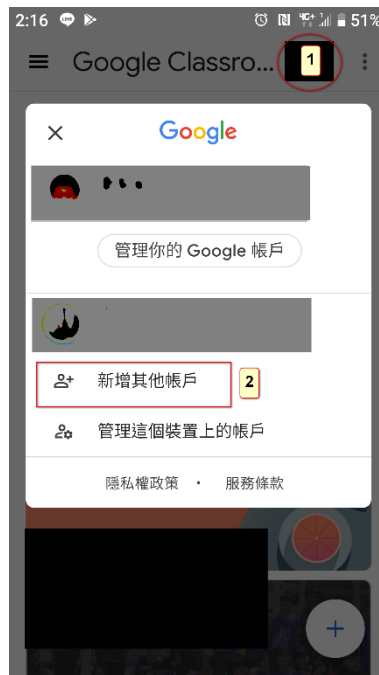 2:16 51%
Google Classro... 1
Google
管理你的 Google 帳戶
新增其他帳戶 2
管理這個裝置上的帳戶
隱私權政策 • 服務條款